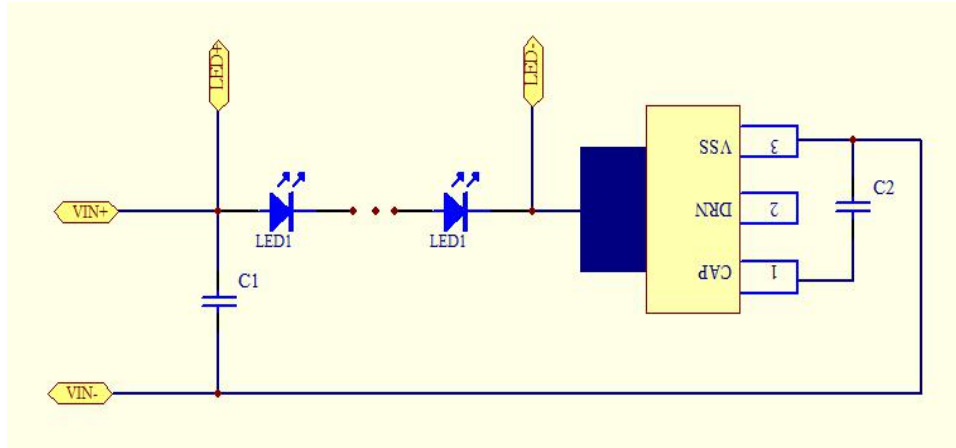 LED+
LED-
VSS 3
C2
DRN 2
VIN+
LED1
LED1
CAP 1
C1
VIN-